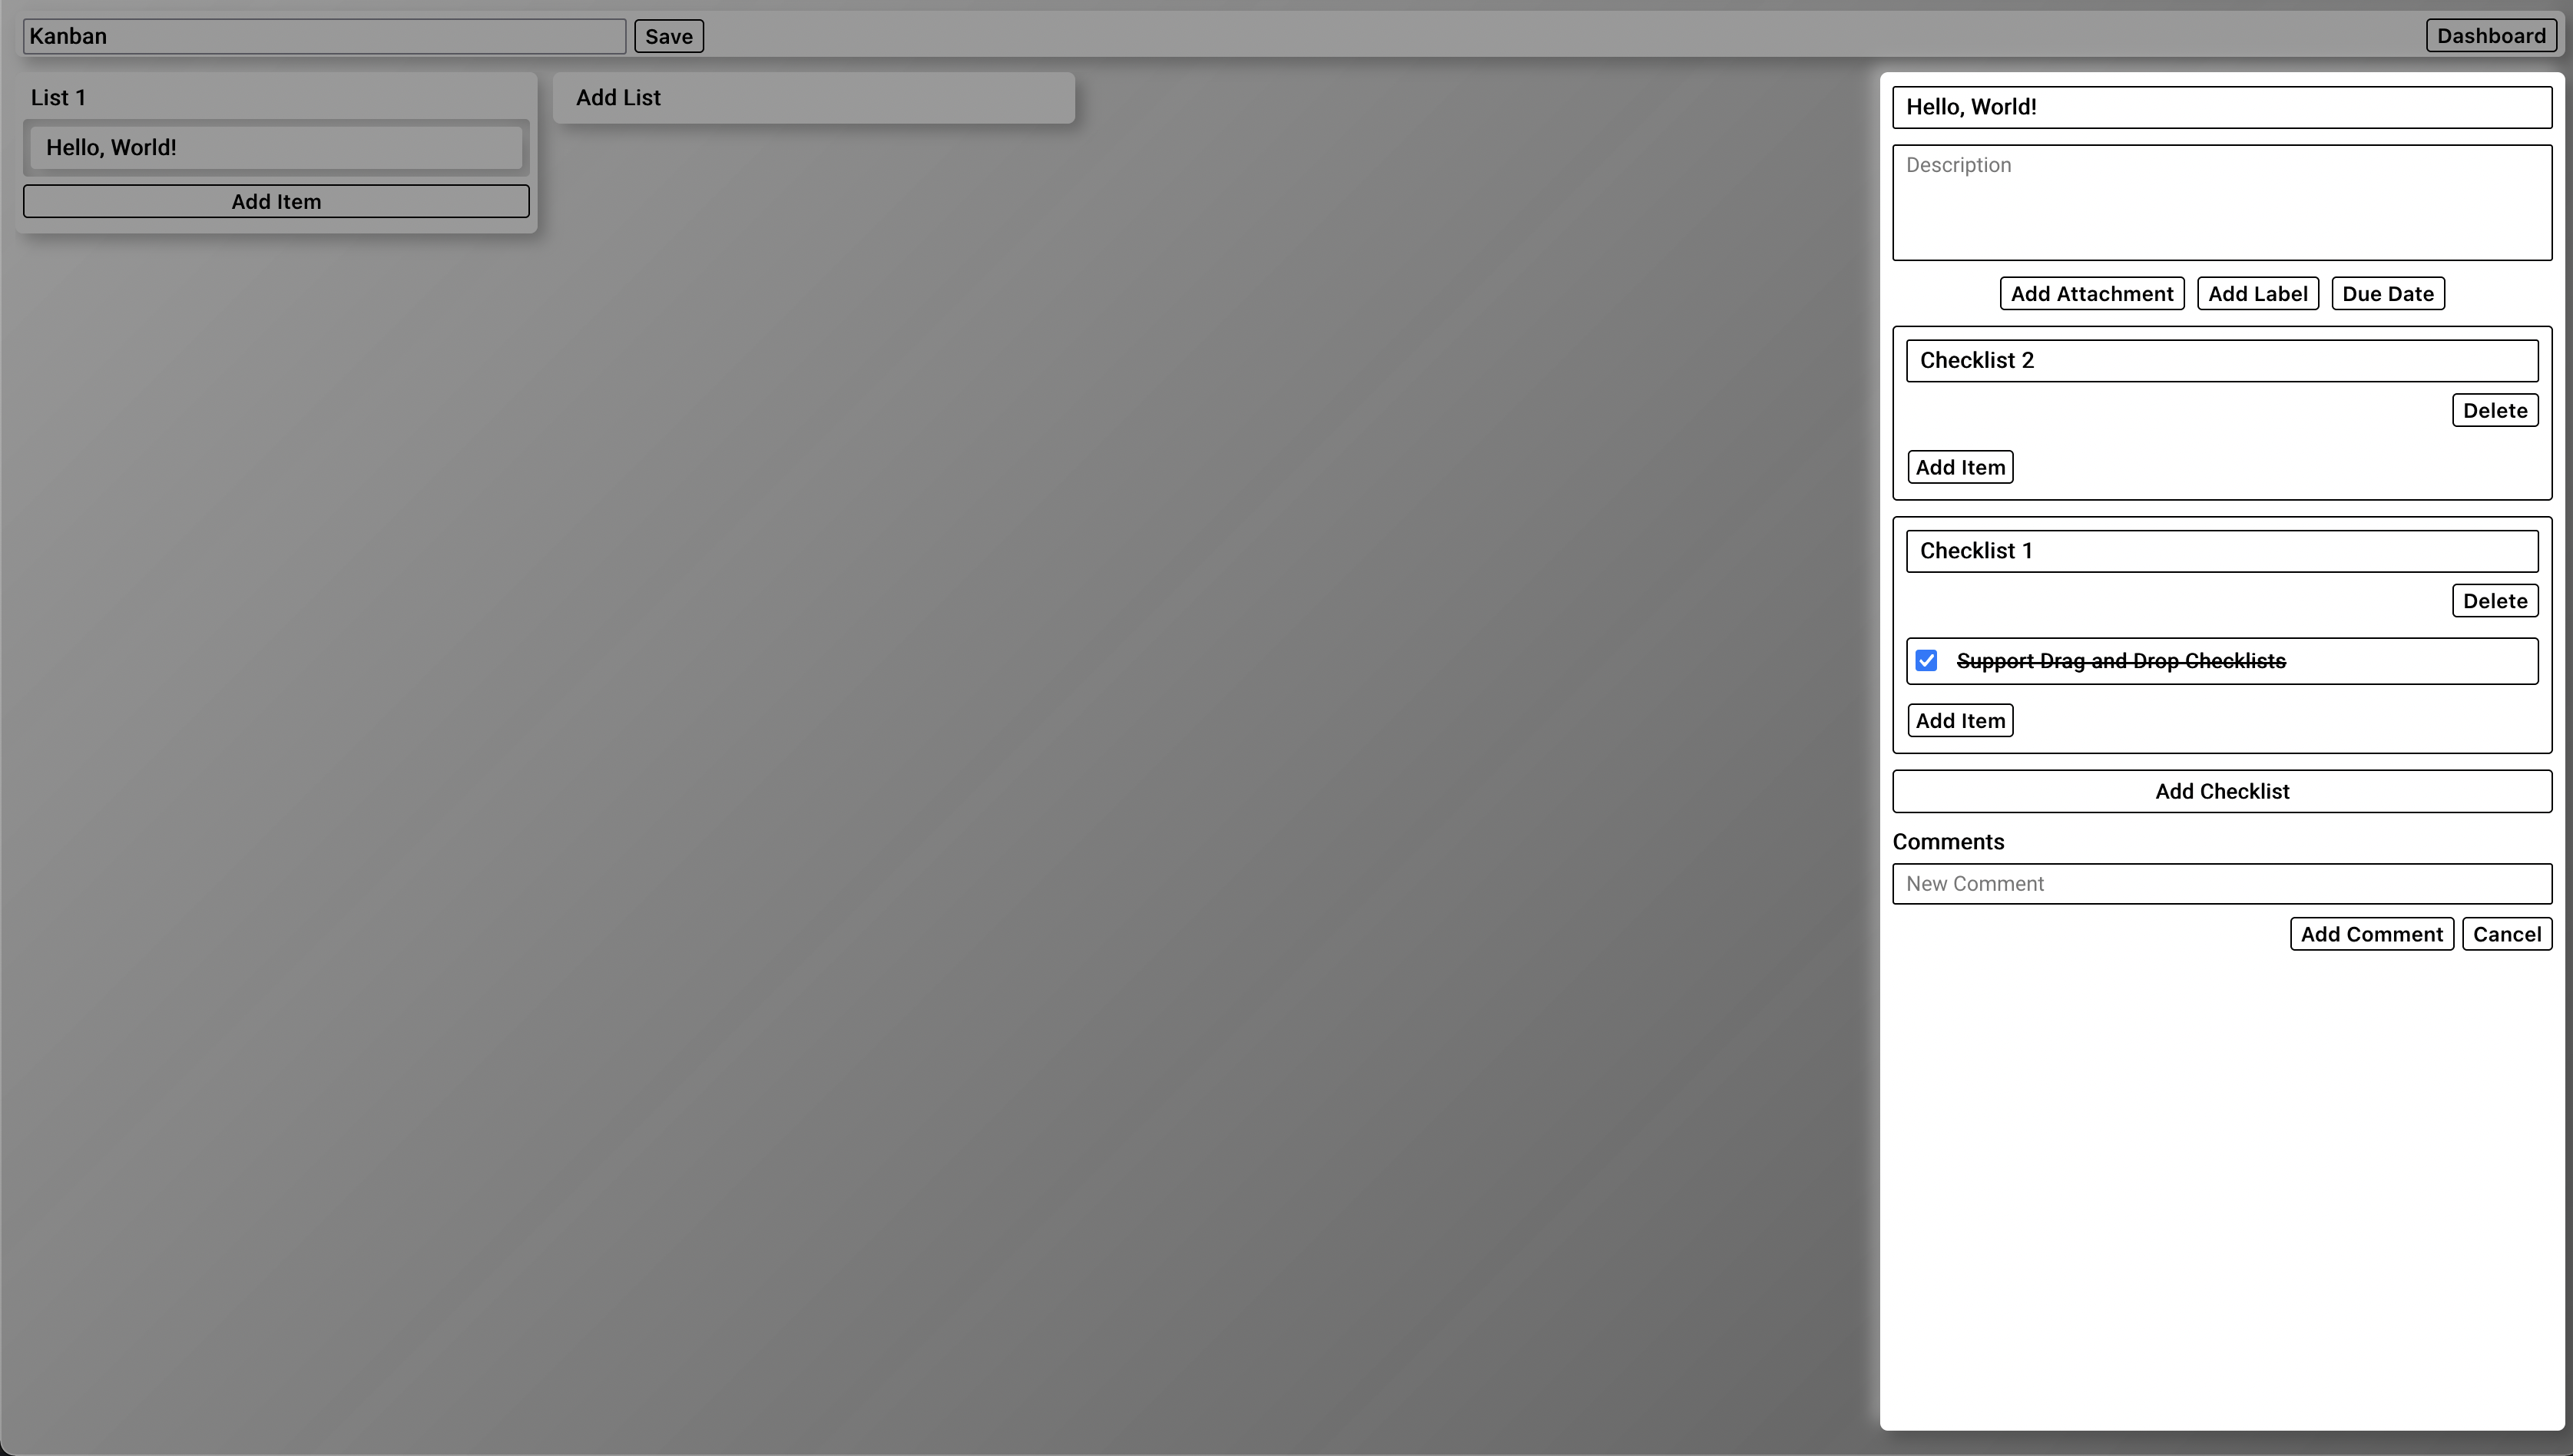 Kanban Save Dashboard
List 1
Hello, World!
Add Item
Add List
Hello, World!
Description
Add Attachment Add Label Due Date
Checklist 2
Delete
Add Item
Checklist 1
Delete
Support Drag and Drop Checklists
Add Item
Add Checklist
Comments
New Comment
Add Comment Cancel